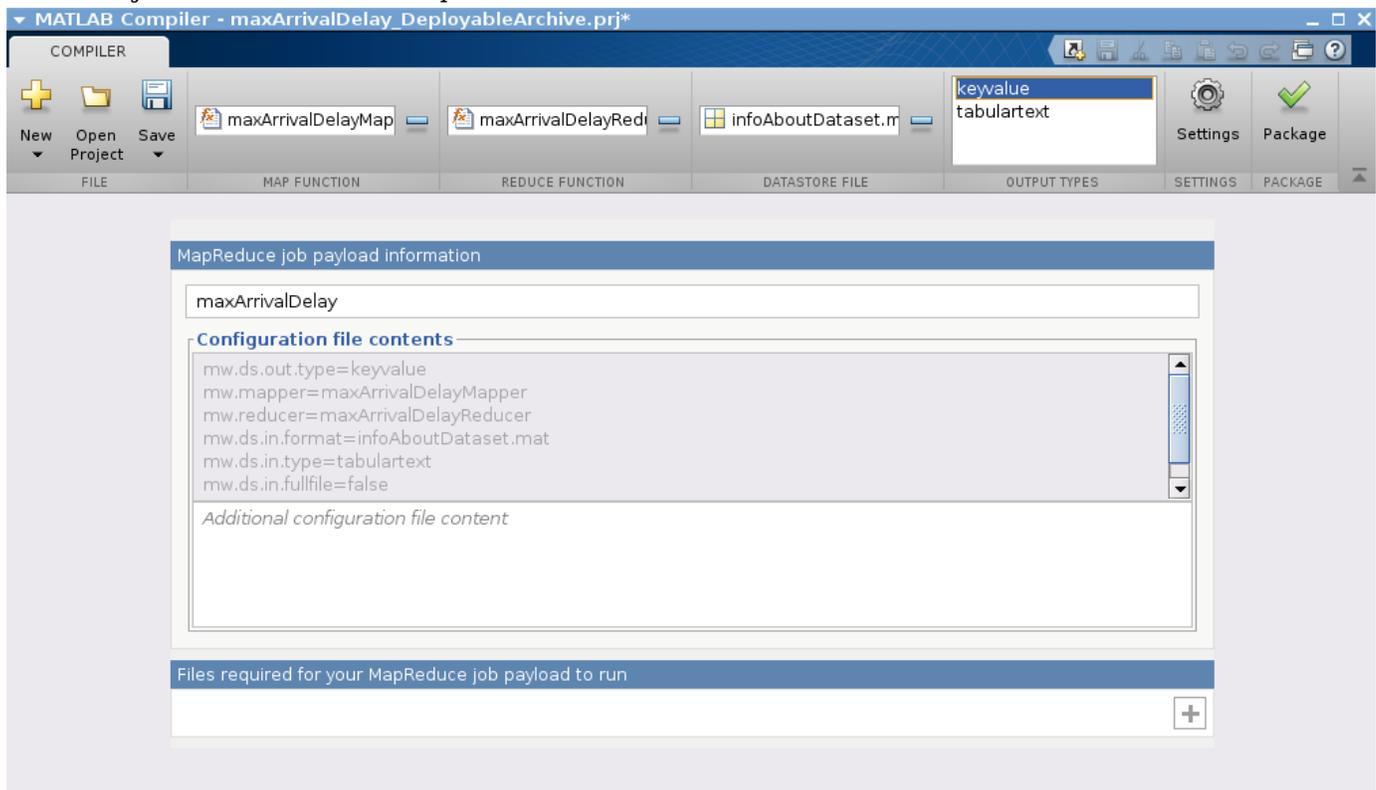 MATLAB Compiler - maxArrivalDelay_DeployableArchive.prj*
COMPILER
New
Open Project
Save
maxArrivalDelayMap
maxArrivalDelayRed
infoAboutDataset.m
keyvalue
tabulartext
Settings
Package
FILE
MAP FUNCTION
REDUCE FUNCTION
DATASTORE FILE
OUTPUT TYPES
SETTINGS
PACKAGE
MapReduce job payload information
maxArrivalDelay
Configuration file contents
mw.ds.out.type=keyvalue
mw.mapper=maxArrivalDelayMapper
mw.reducer=maxArrivalDelayReducer
mw.ds.in.format=infoAboutDataset.mat
mw.ds.in.type=tabulartext
mw.ds.in.fullfile=false
Additional configuration file content
Files required for your MapReduce job payload to run